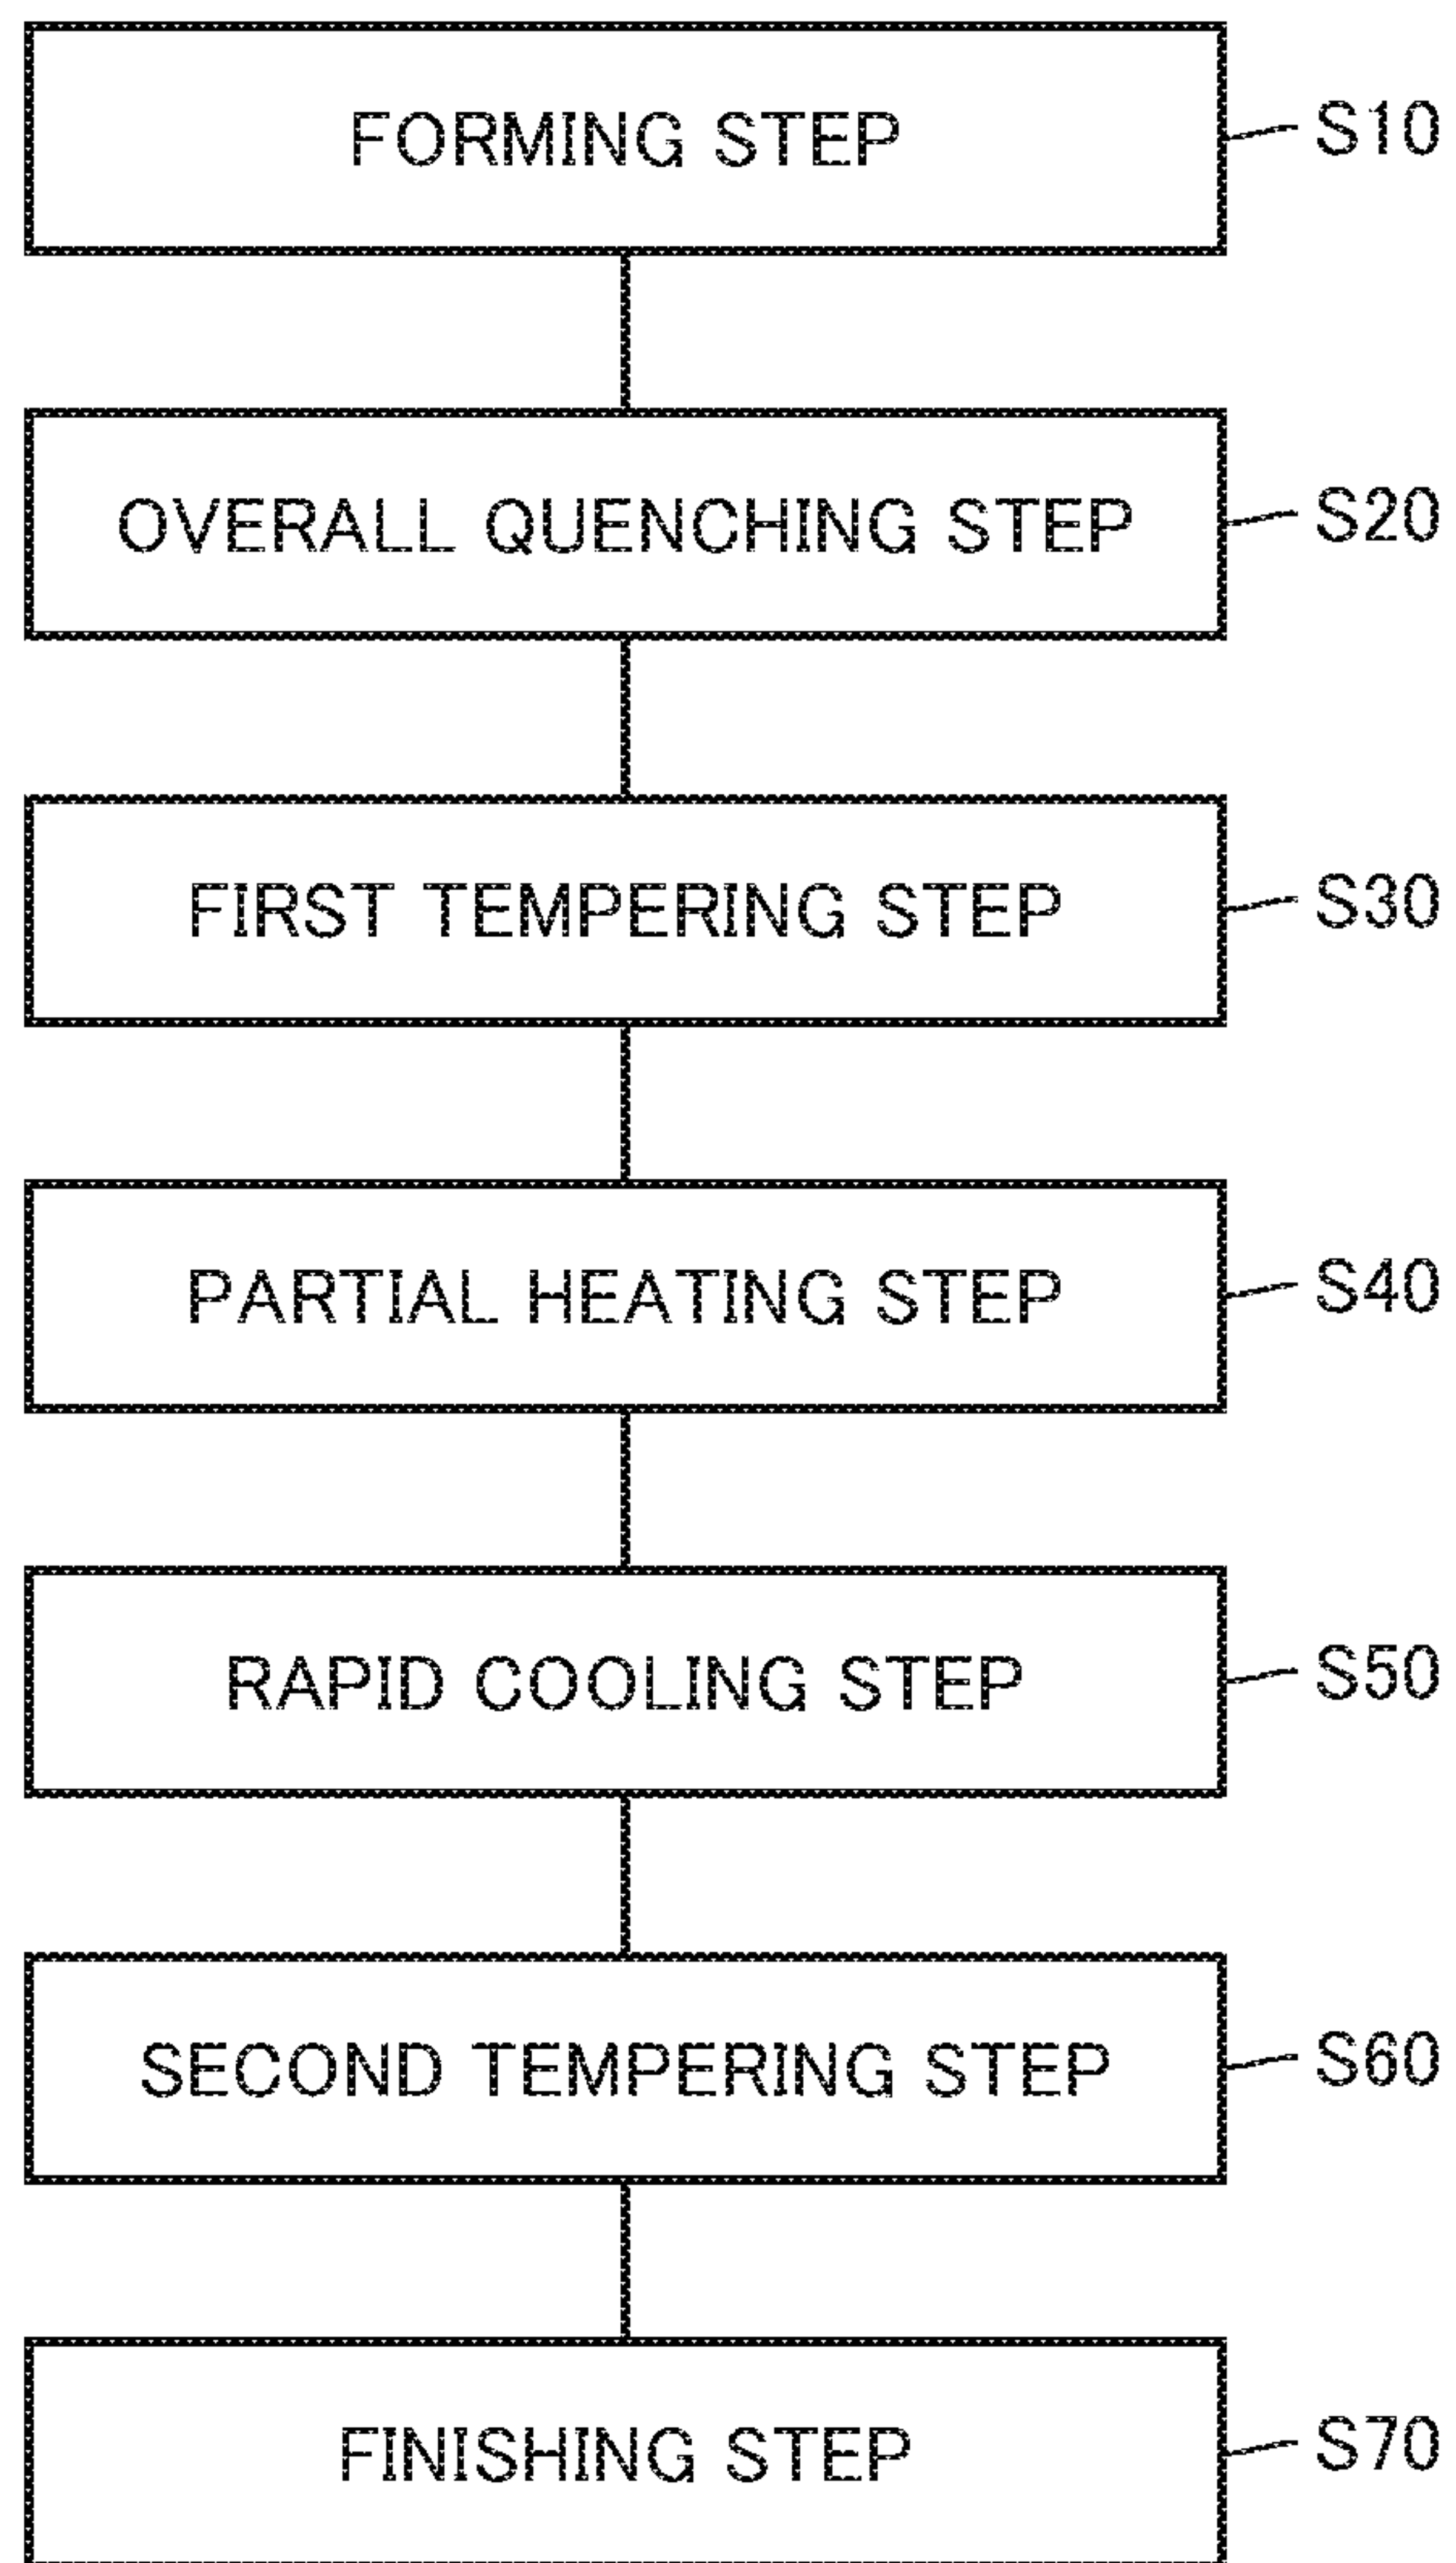 FORMING STEP S10
OVERALL QUENCHING STEP S20
FIRST TEMPERING STEP S30
PARTIAL HEATING STEP S40
RAPID COOLING STEP S50
SECOND TEMPERING STEP S60
FINISHING STEP S70